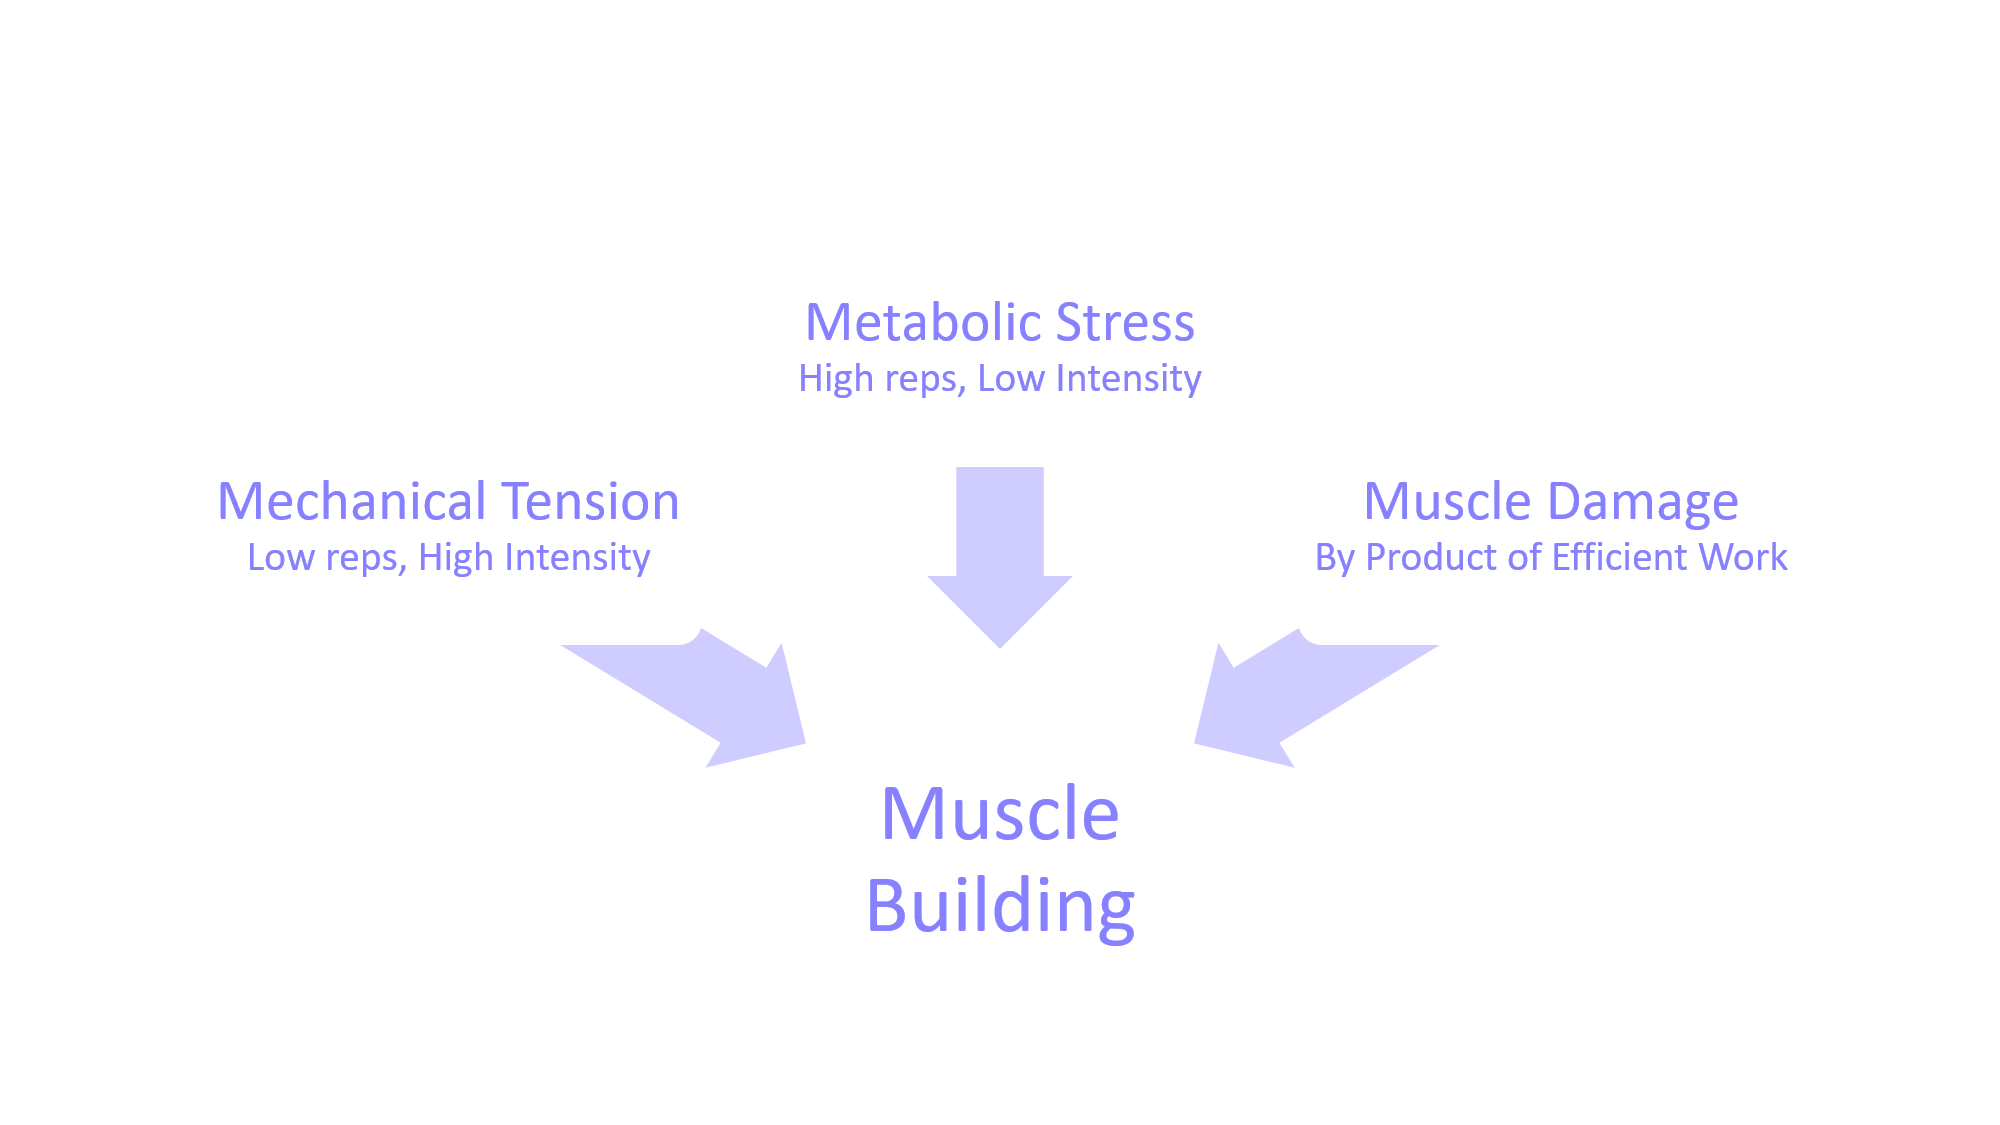 Metabolic Stress
High reps, Low Intensity
Mechanical Tension
Low reps, High Intensity
Muscle Damage
By Product of Efficient Work
Muscle
Building